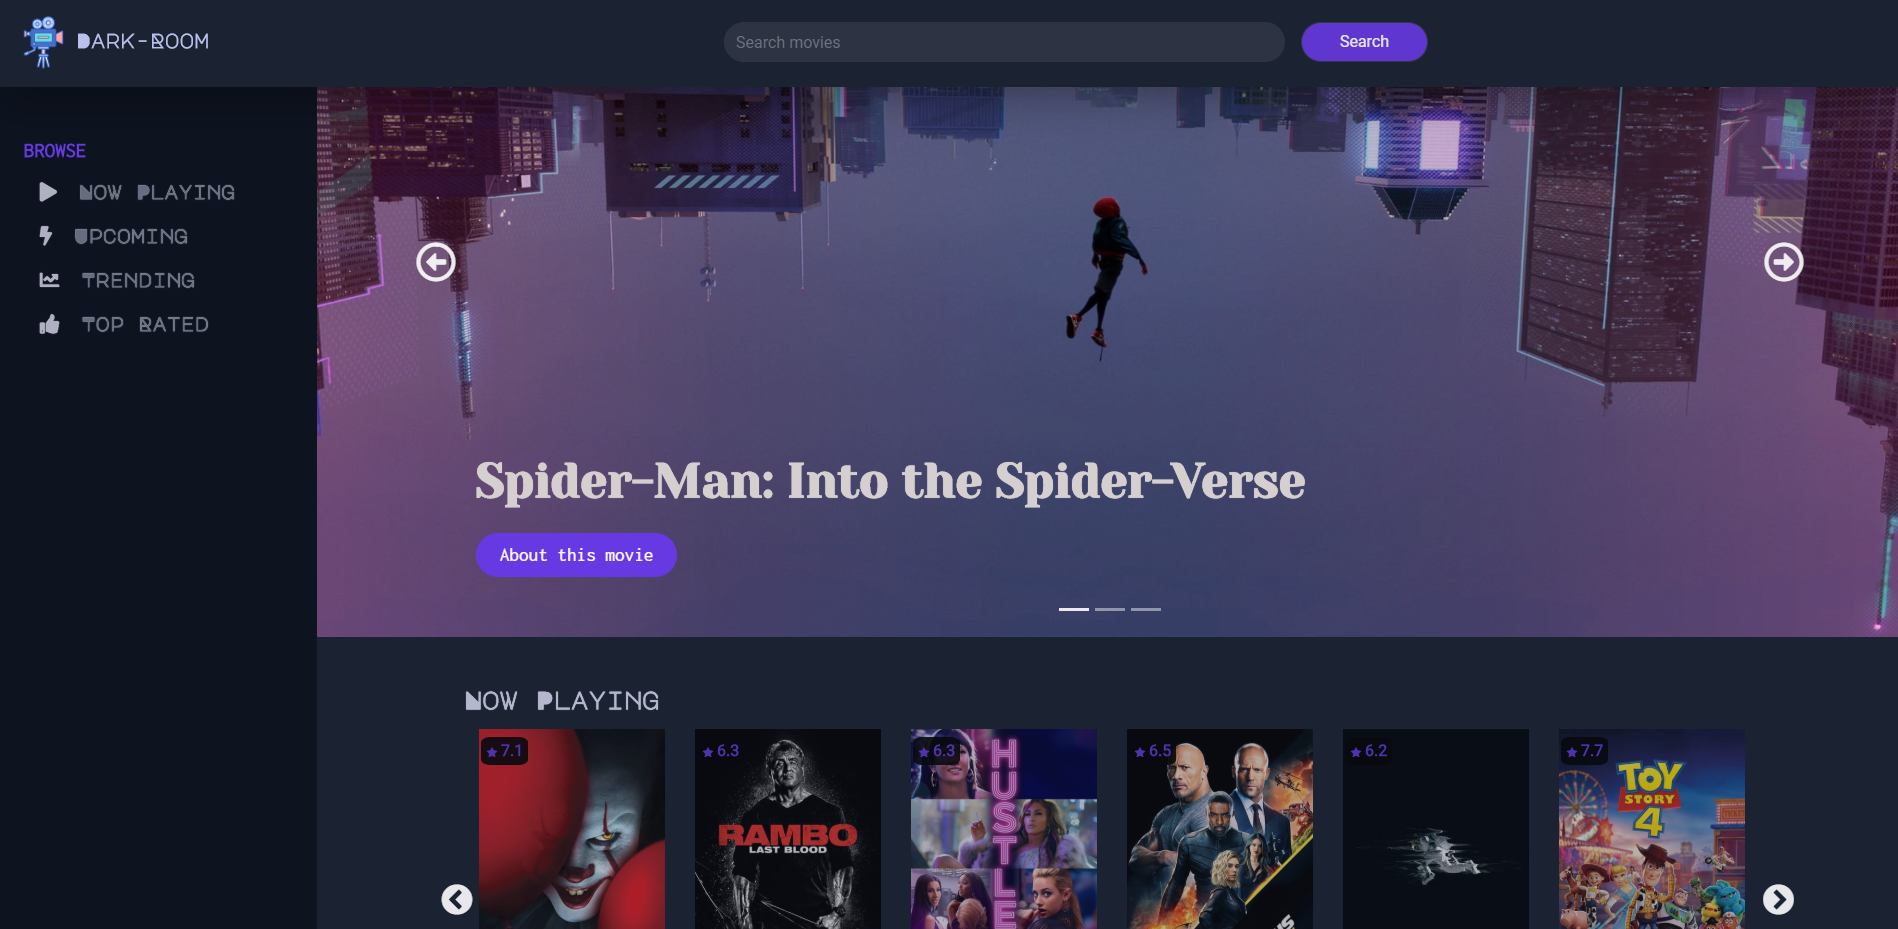 DARK-ROOM
Search movies
Search
BROWSE
NOW PLAYING
UPCOMING
TRENDING
TOP RATED
Spider-Man: Into the Spider-Verse
About this movie
NOW PLAYING
7.1
6.3
6.3
6.5
6.2
7.7
RAMBO
LAST BLOOD
HUSTLE
TOY
STORY
4